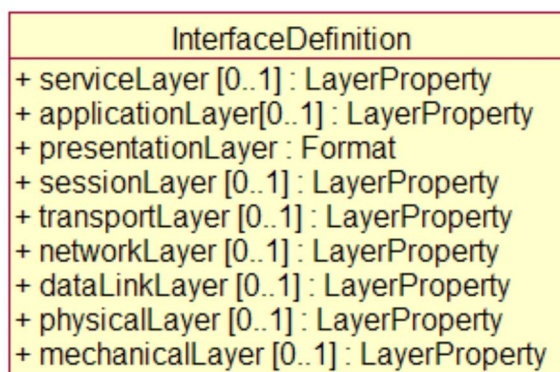 InterfaceDefinition
+ serviceLayer [0..1] : LayerProperty
+ applicationLayer[0..1] : LayerProperty
+ presentationLayer : Format
+ sessionLayer [0..1] : LayerProperty
+ transportLayer [0..1] : LayerProperty
+ networkLayer [0..1] : LayerProperty
+ dataLinkLayer [0..1] : LayerProperty
+ physicalLayer [0..1] : LayerProperty
+ mechanicalLayer [0..1] : LayerProperty